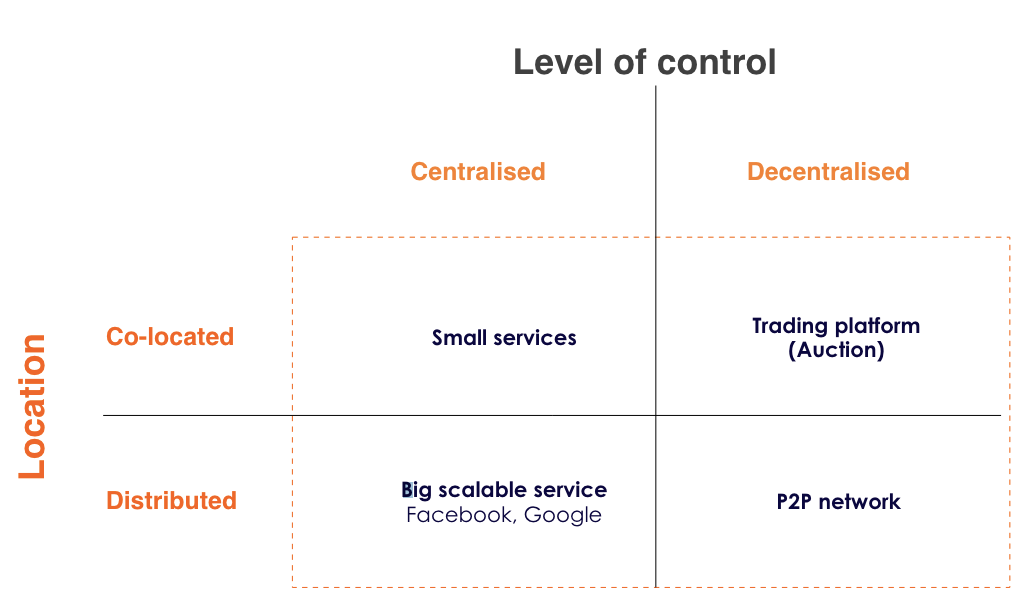 Level of control
Centralised
Decentralised
Location
Co-located
Small services
Trading platform
(Auction)
Distributed
Big scalable service
Facebook, Google
P2P network